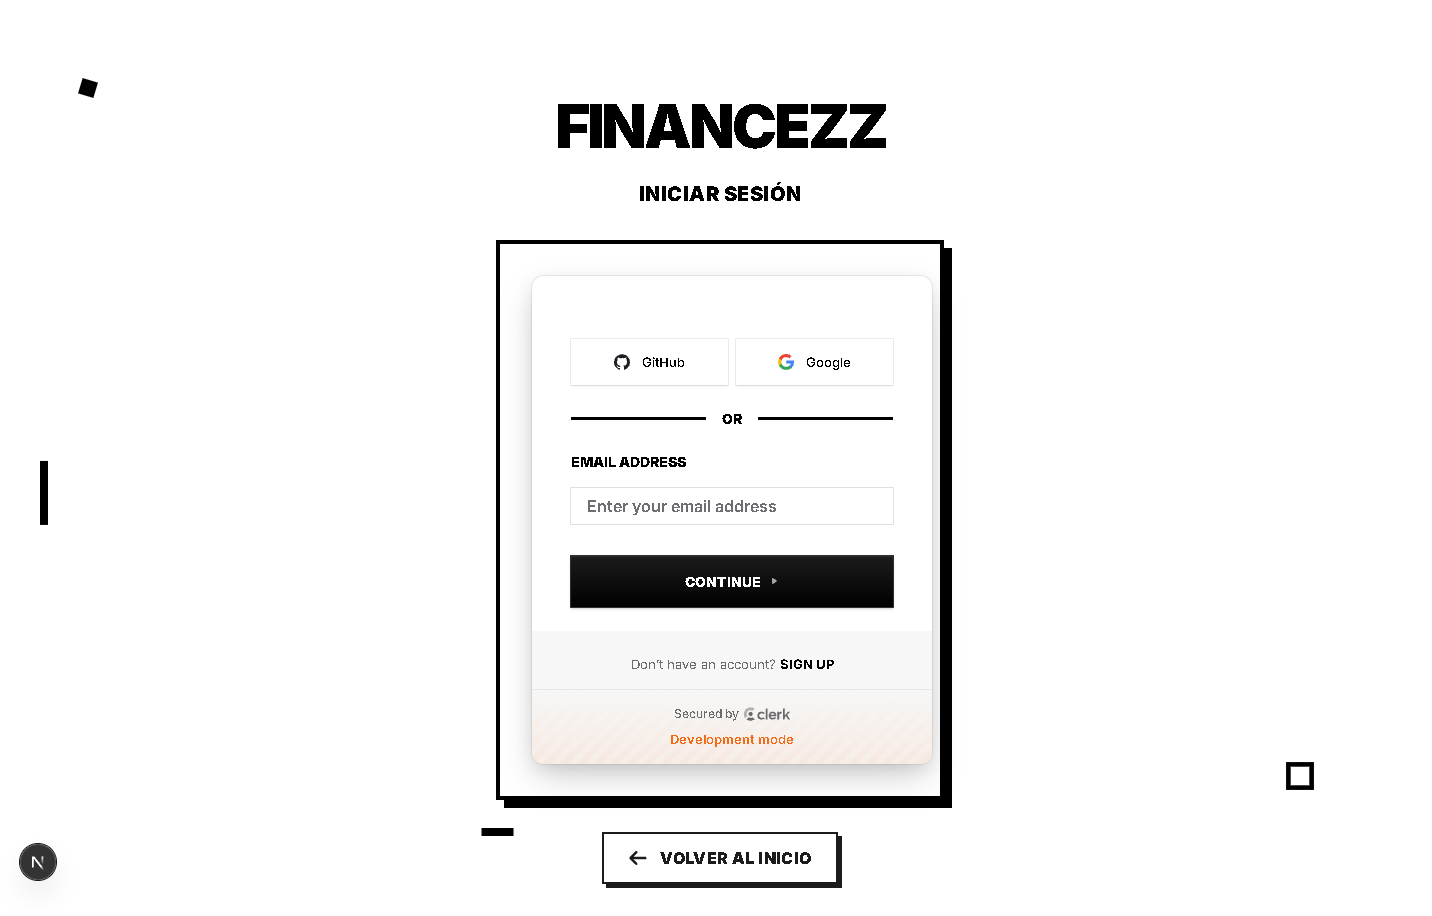 FINANCEZZ
INICIAR SESIÓN
GitHub
Google
OR
EMAIL ADDRESS
Enter your email address
CONTINUE
Don't have an account? SIGN UP
Secured by clerk
Development mode
VOLVER AL INICIO
N